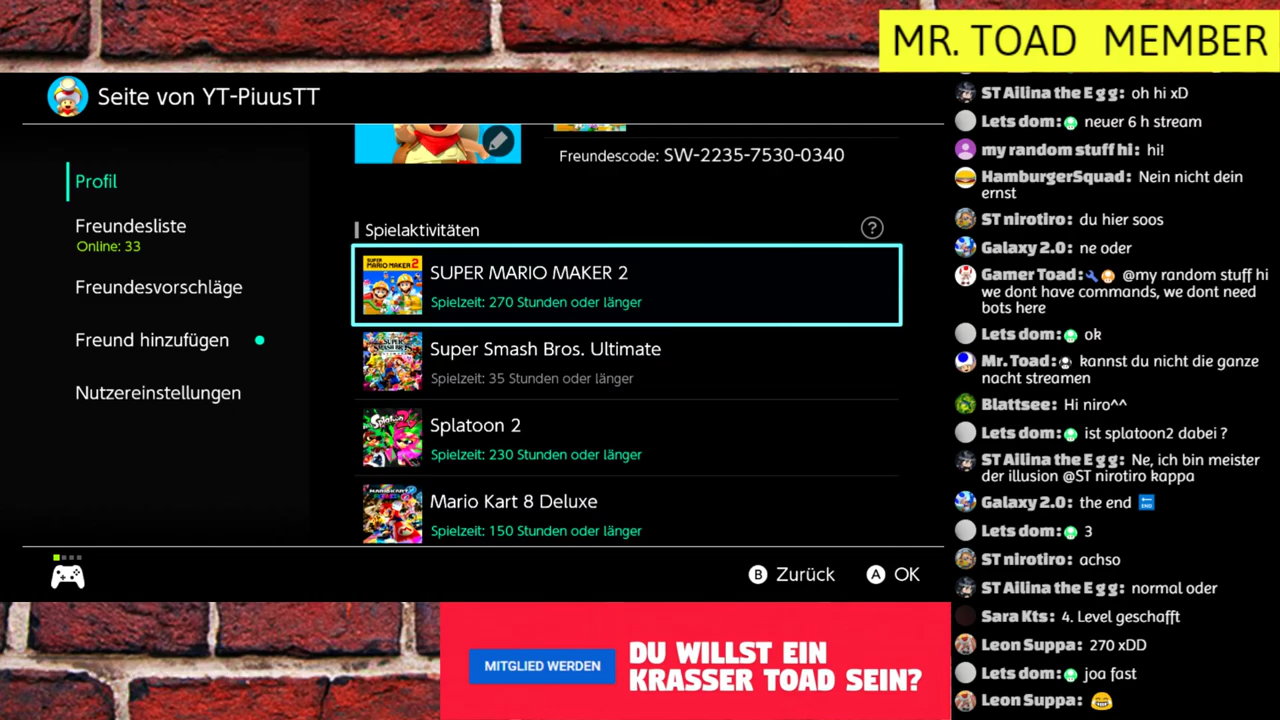 MR. TOAD MEMBER
Seite von YT-PiuusTT
Profil
Freundesliste
Online: 33
Freundesvorschläge
Freund hinzufügen
Nutzereinstellungen
Freundescode: SW-2235-7530-0340
Spielaktivitäten
?
SUPER MARIO MAKER 2
SUPER MARIO MAKER 2
Spielzeit: 270 Stunden oder länger
Super Smash Bros. Ultimate
Spielzeit: 35 Stunden oder länger
Splatoon 2
Spielzeit: 230 Stunden oder länger
Mario Kart 8 Deluxe
Spielzeit: 150 Stunden oder länger
B Zurück A OK
MITGLIED WERDEN
DU WILLST EIN
KRASSER TOAD SEIN?
ST Ailina the E g g: oh hi xD
Lets dom: neuer 6 h stream
my random stuff hi: hi!
HamburgerSquad: Nein nicht dein
ernst
ST nirotiro: du hier soos
Galaxy 2.0: ne oder
Gamer Toad: @my random stuff hi
we dont have commands, we dont need
bots here
Lets dom: ok
Mr. Toad: kannst du nicht die ganze
nacht streamen
Blattsee: Hi niro^^
Lets dom: ist splatoon2 dabei ?
ST Ailina the E g g: Ne, ich bin meister
der illusion @ST nirotiro kappa
Galaxy 2.0: the end END
Lets dom: 3
ST nirotiro: achso
ST Ailina the E g g: normal oder
Sara Kts: 4. Level geschafft
Leon Suppa: 270 xDD
Lets dom: joa fast
Leon Suppa: